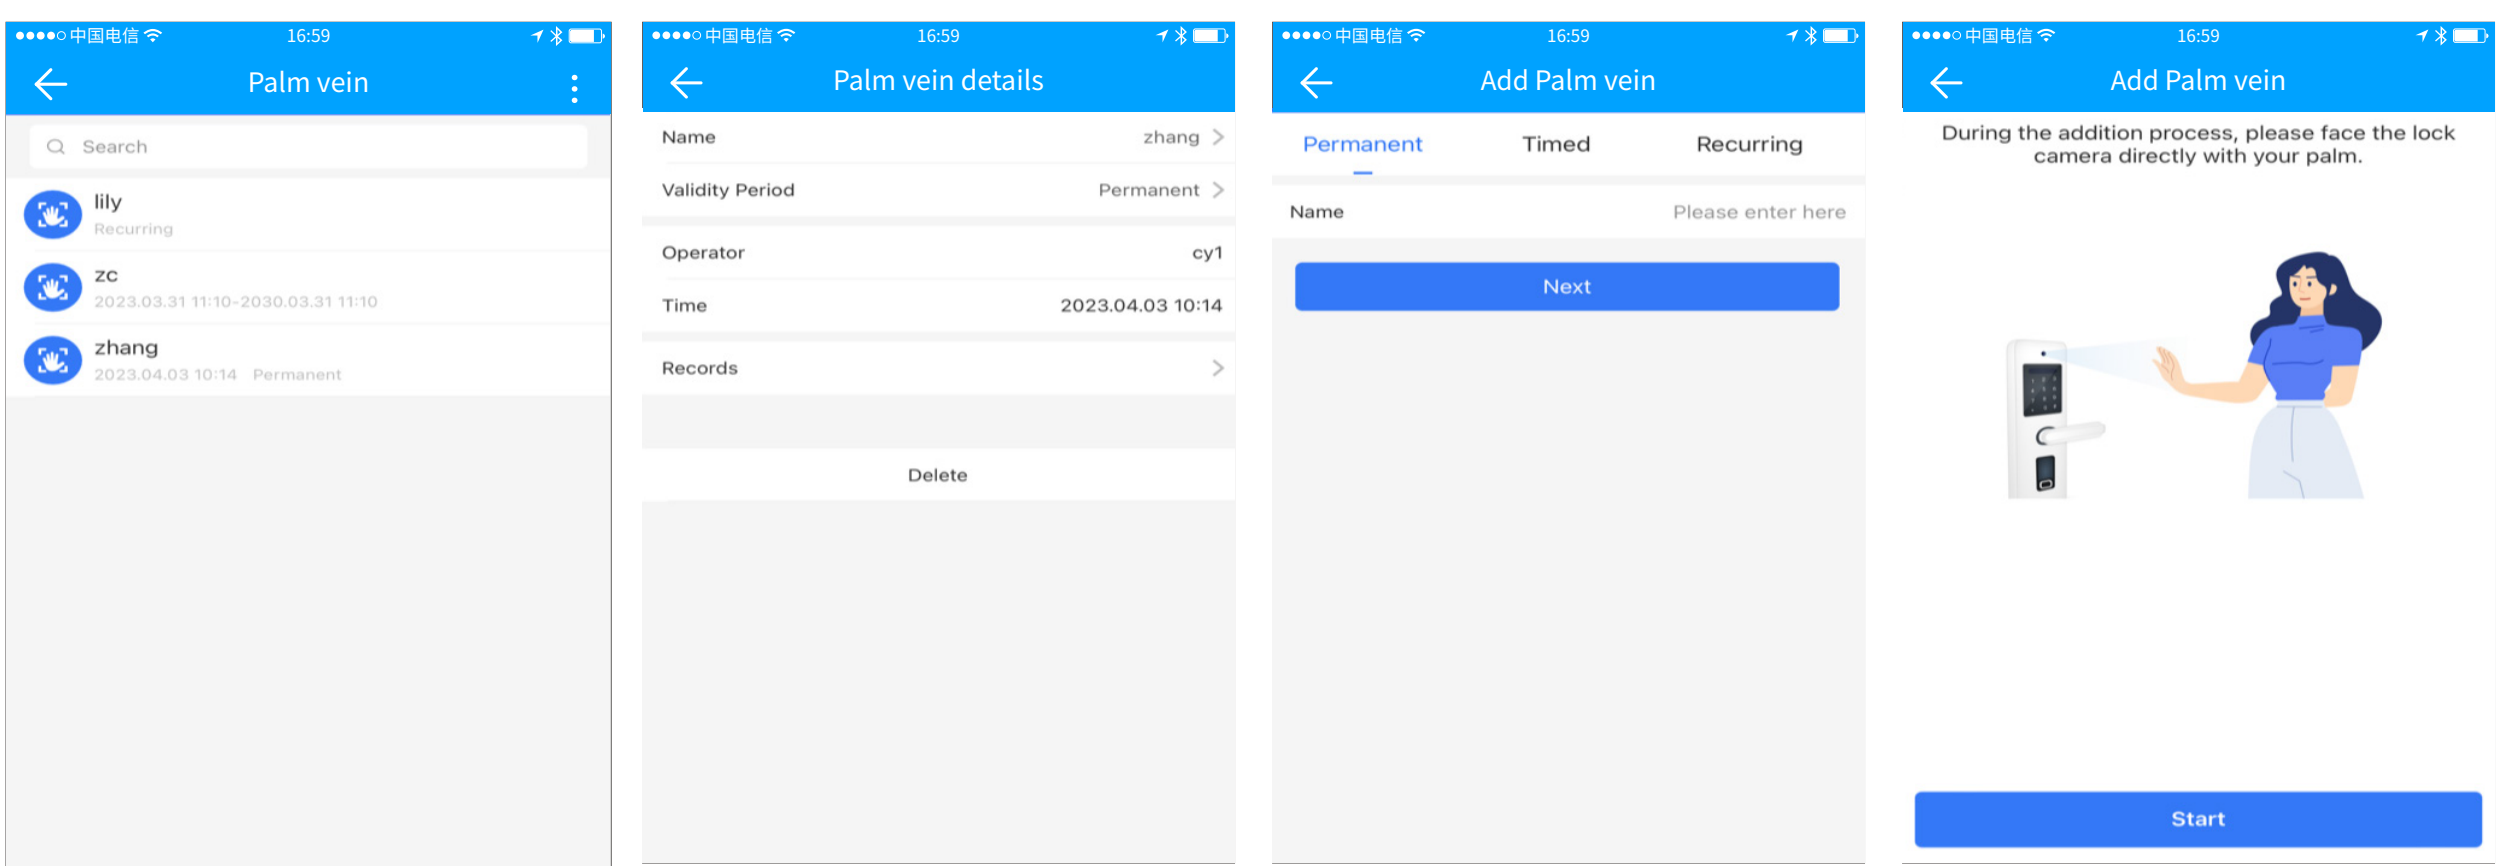 中国电信 16:59
Palm vein
Search
lily
Recurring
zc
2023.03.31 11:10-2030.03.31 11:10
zhang
2023.04.03 10:14 Permanent
中国电信 16:59
Palm vein details
Name zhang
Validity Period Permanent
Operator cy1
Time 2023.04.03 10:14
Records
Delete
中国电信 16:59
Add Palm vein
Permanent Timed Recurring
Name Please enter here
Next
中国电信 16:59
Add Palm vein
During the addition process, please face the lock
camera directly with your palm.
Start